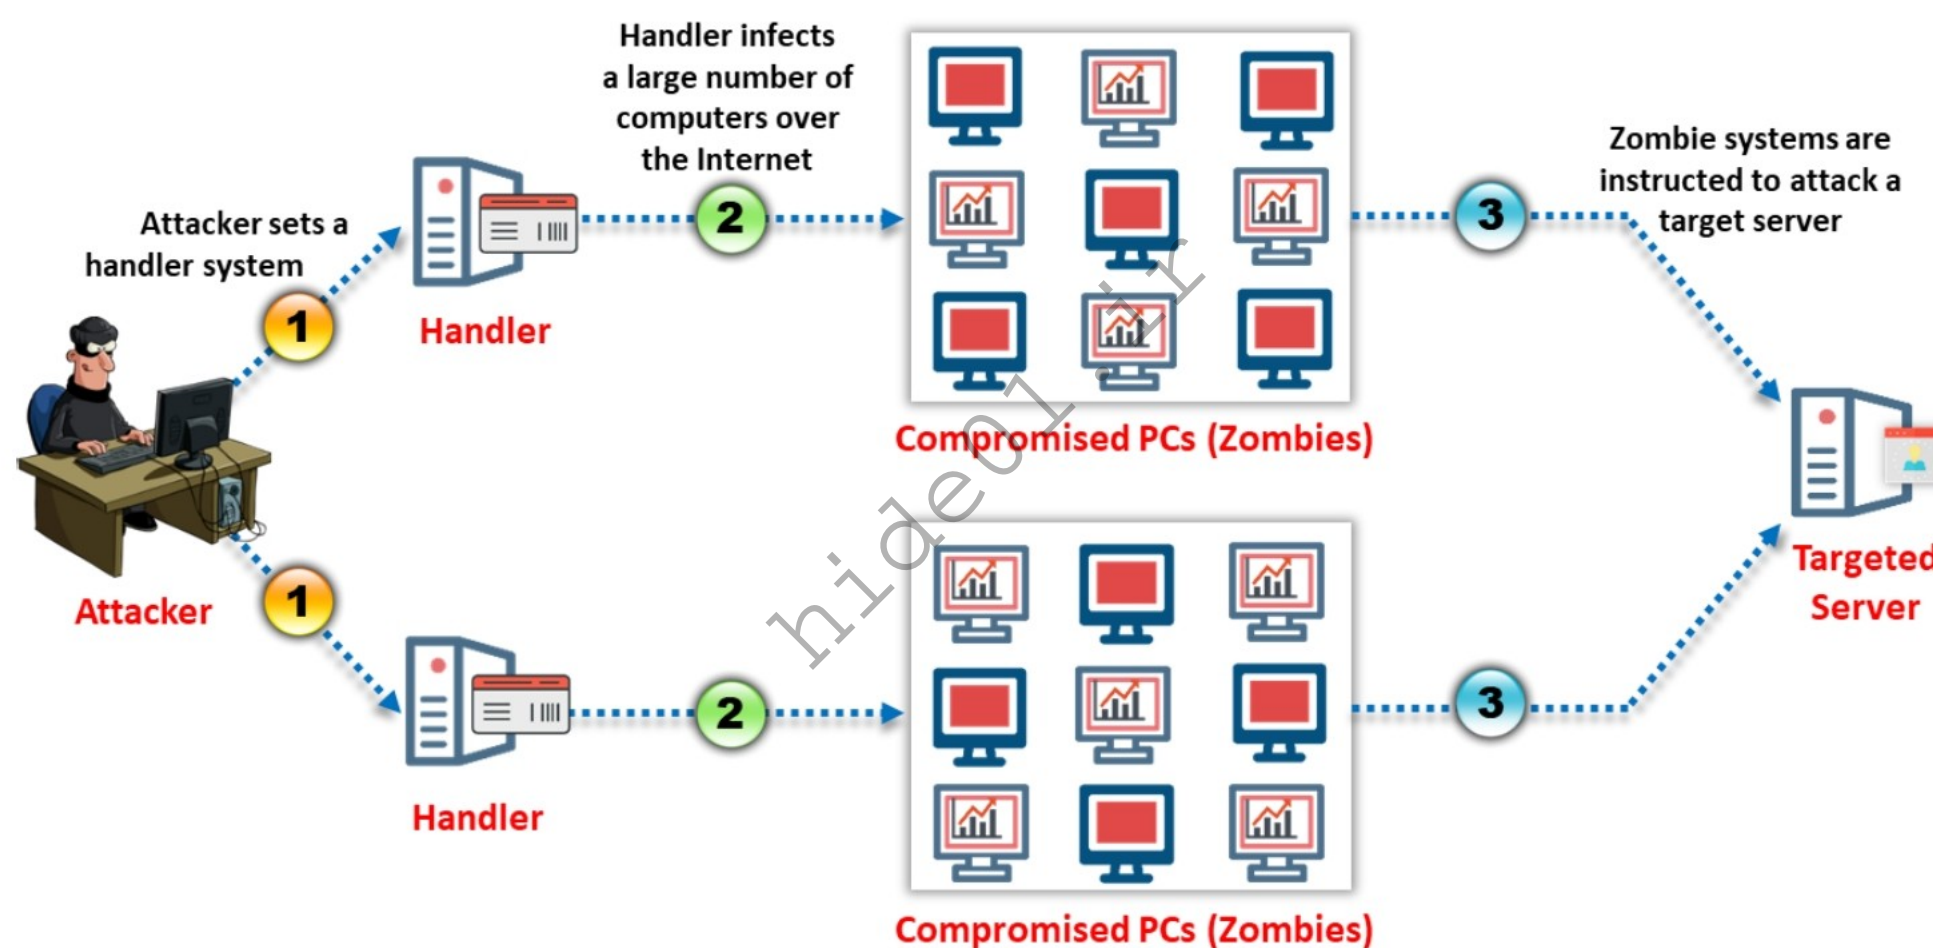 Handler infects
a large number of
computers over
the Internet
Zombie systems are
instructed to attack a
target server
Attacker sets a
handler system
1
2
3
Handler
Compromised PCs (Zombies)
hide01.ir
Attacker
1
Targeted
Server
2
3
Handler
Compromised PCs (Zombies)